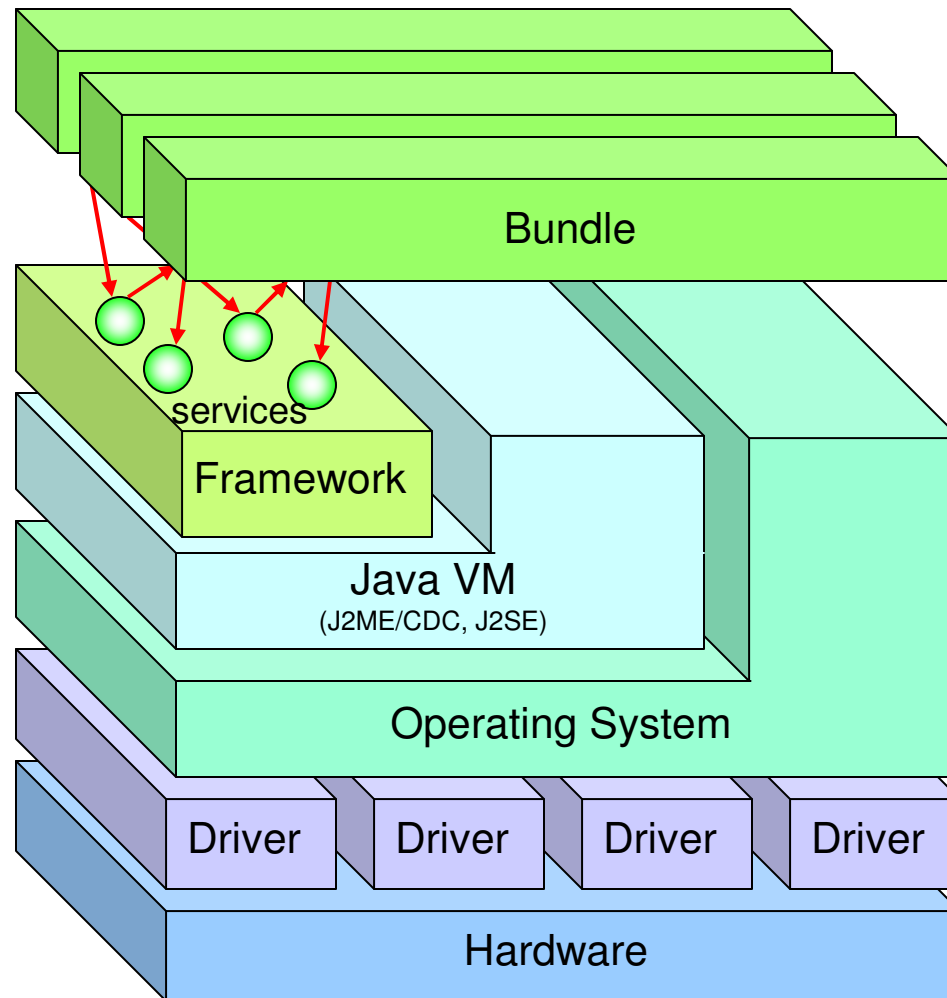 Bundle
services
Framework
Java VM
(J2ME/CDC, J2SE)
Operating System
Driver Driver Driver Driver
Hardware